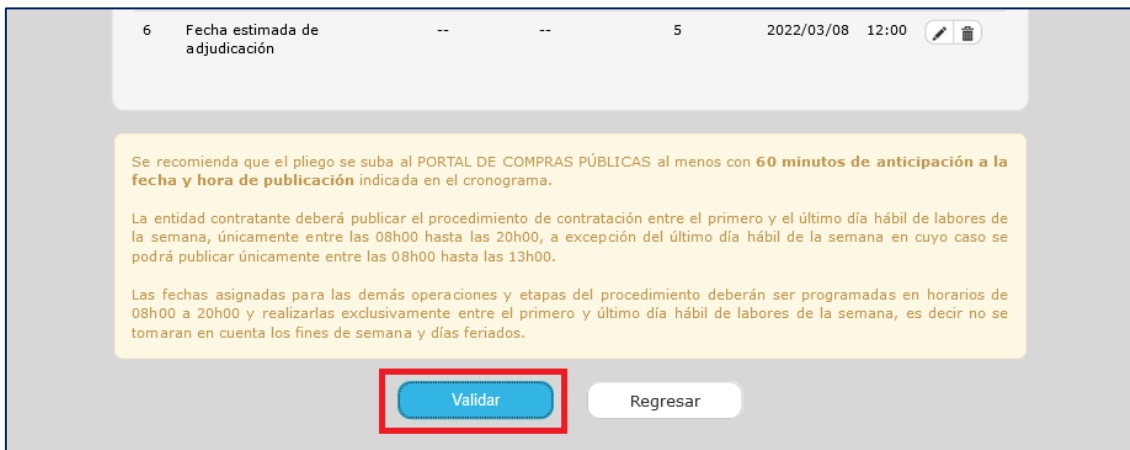 6 Fecha estimada de -- -- 5 2022/03/08 12:00
adjudicación
Se recomienda que el pliego se suba al PORTAL DE COMPRAS PÚBLICAS al menos con 60 minutos de anticipación a la
fecha y hora de publicación indicada en el cronograma.
La entidad contratante deberá publicar el procedimiento de contratación entre el primero y el último día hábil de labores de
la semana, únicamente entre las 08h00 hasta las 20h00, a excepción del último día hábil de la semana en cuyo caso se
podrá publicar únicamente entre las 08h00 hasta las 13h00.
Las fechas asignadas para las demás operaciones y etapas del procedimiento deberán ser programadas en horarios de
08h00 a 20h00 y realizarlas exclusivamente entre el primero y último día hábil de labores de la semana, es decir no se
tomaran en cuenta los fines de semana y días feriados.
Validar Regresar